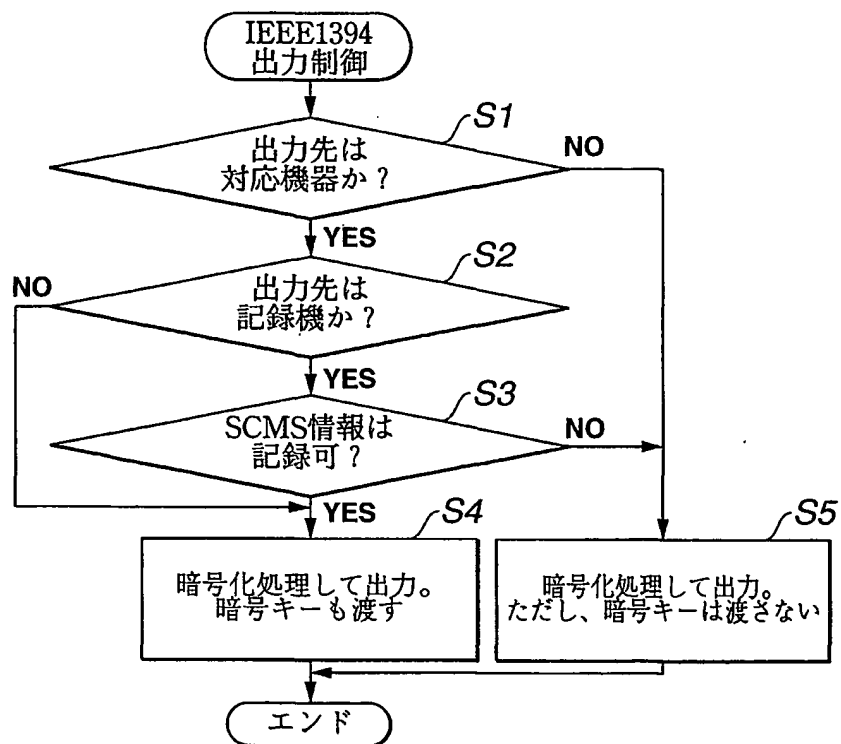 IEEE1394
出力制御
S1
出力先は
対応機器か?
NO
YES
S2
NO
出力先は
記録機か?
YES
S3
SCMS情報は
記録可?
NO
YES
S4
S5
暗号化処理して出力。
暗号キーも渡す
暗号化処理して出力。
ただし、暗号キーは渡さない
エンド